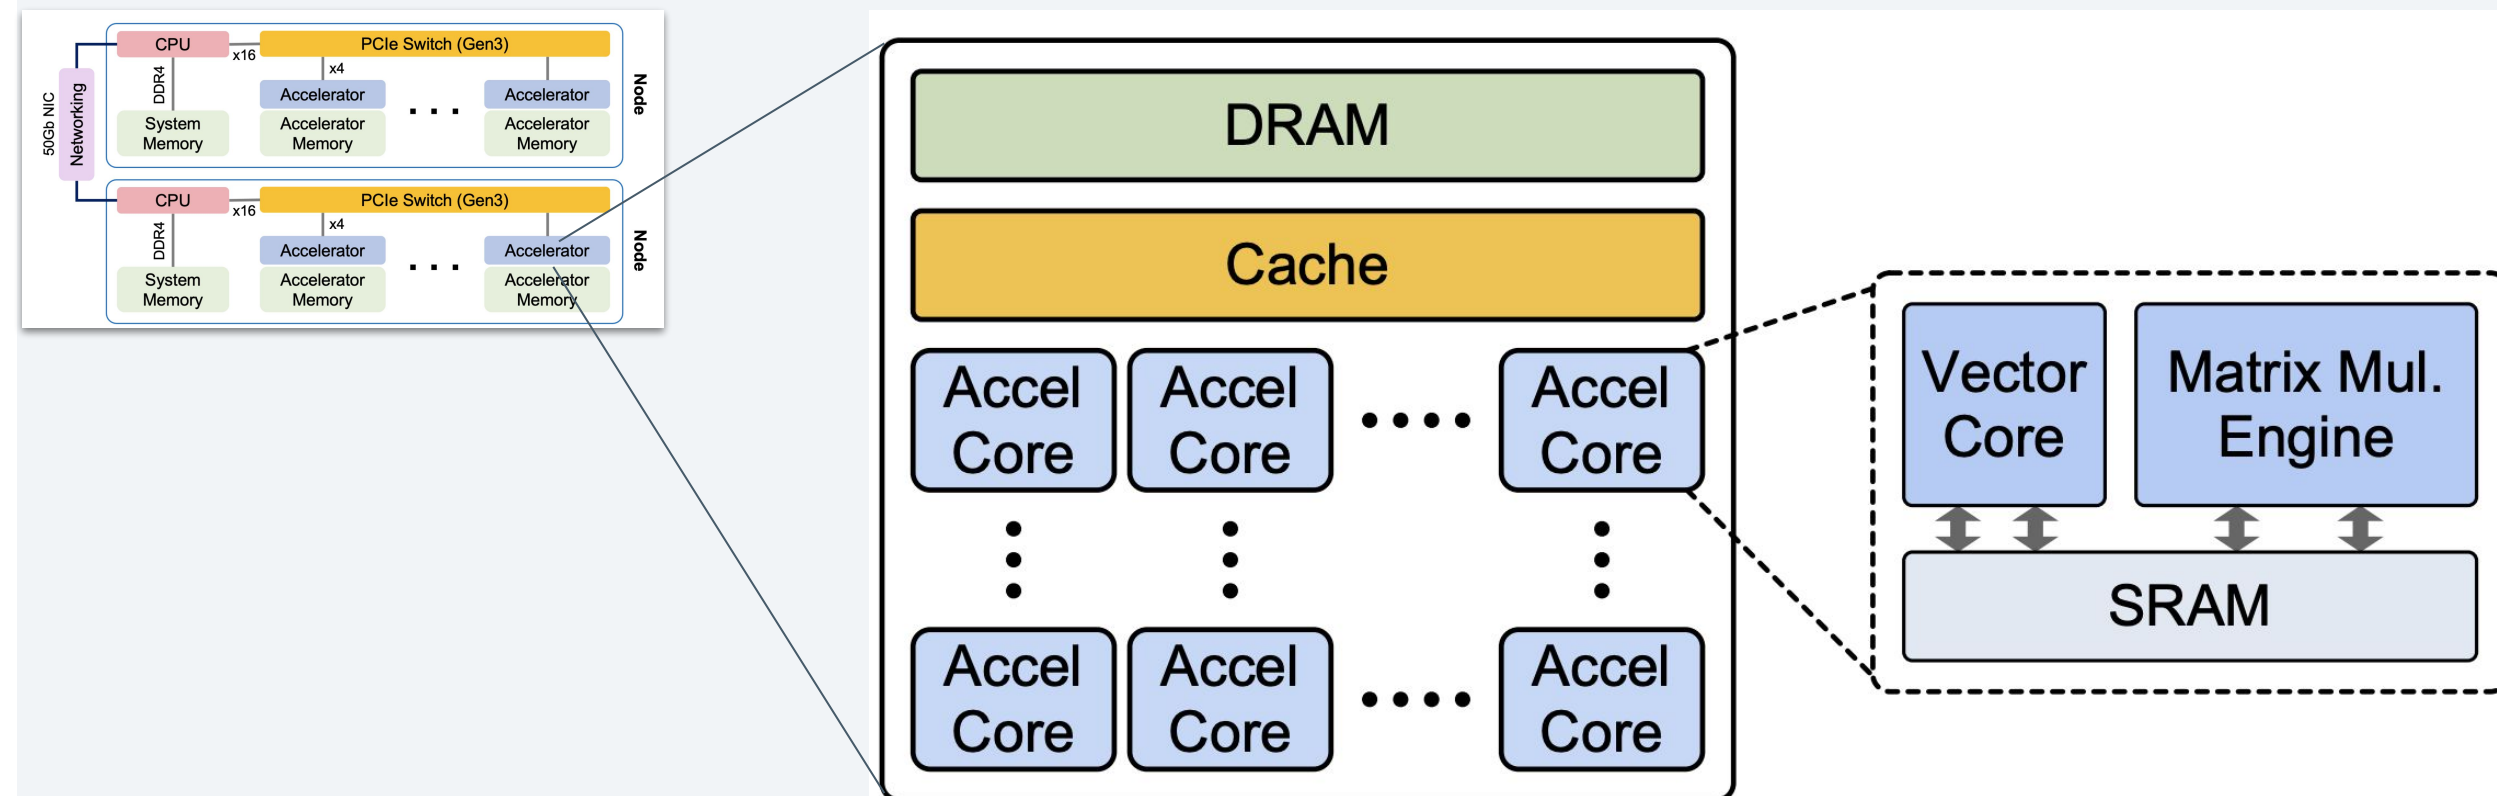 50Gb NIC
Networking
CPU
x16
PCIe Switch (Gen3)
DDR4
x4
System
Memory
Accelerator
Accelerator
Memory
. . .
Accelerator
Accelerator
Memory
Node
CPU
x16
PCIe Switch (Gen3)
DDR4
x4
System
Memory
Accelerator
Accelerator
Memory
. . .
Accelerator
Accelerator
Memory
Node
DRAM
Cache
Accel
Core
Accel
Core
Accel
Core
Accel
Core
Accel
Core
Accel
Core
Vector
Core
Matrix Mul.
Engine
SRAM